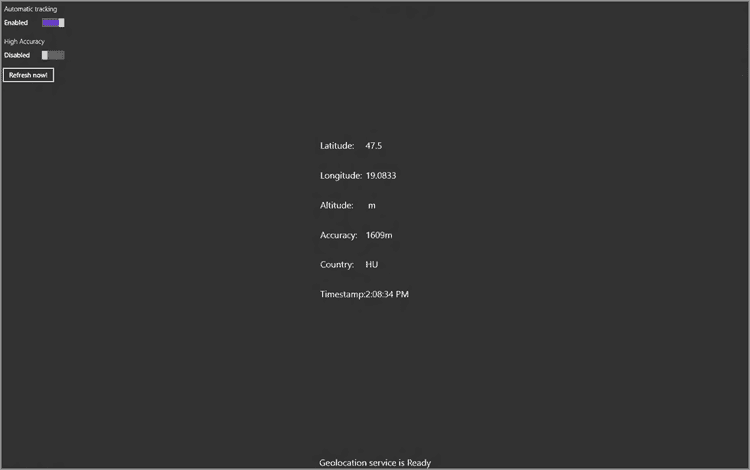 Automatic tracking
Enabled
High Accuracy
Disabled
Refresh now!
Latitude: 47.5
Longitude: 19.0833
Altitude: m
Accuracy: 1609m
Country: HU
Timestamp:2:08:34 PM
Geolocation service is Ready